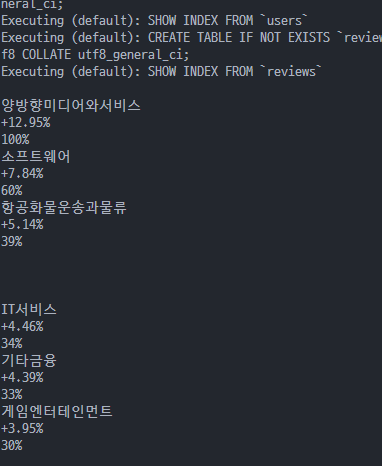 neral_ci;
Executing (default): SHOW INDEX FROM `users`
Executing (default): CREATE TABLE IF NOT EXISTS `review
f8 COLLATE utf8_general_ci;
Executing (default): SHOW INDEX FROM `reviews`
양방향미디어와서비스
+12.95%
100%
소프트웨어
+7.84%
60%
항공화물운송과물류
+5.14%
39%
IT서비스
+4.46%
34%
기타금융
+4.39%
33%
게임엔터테인먼트
+3.95%
30%